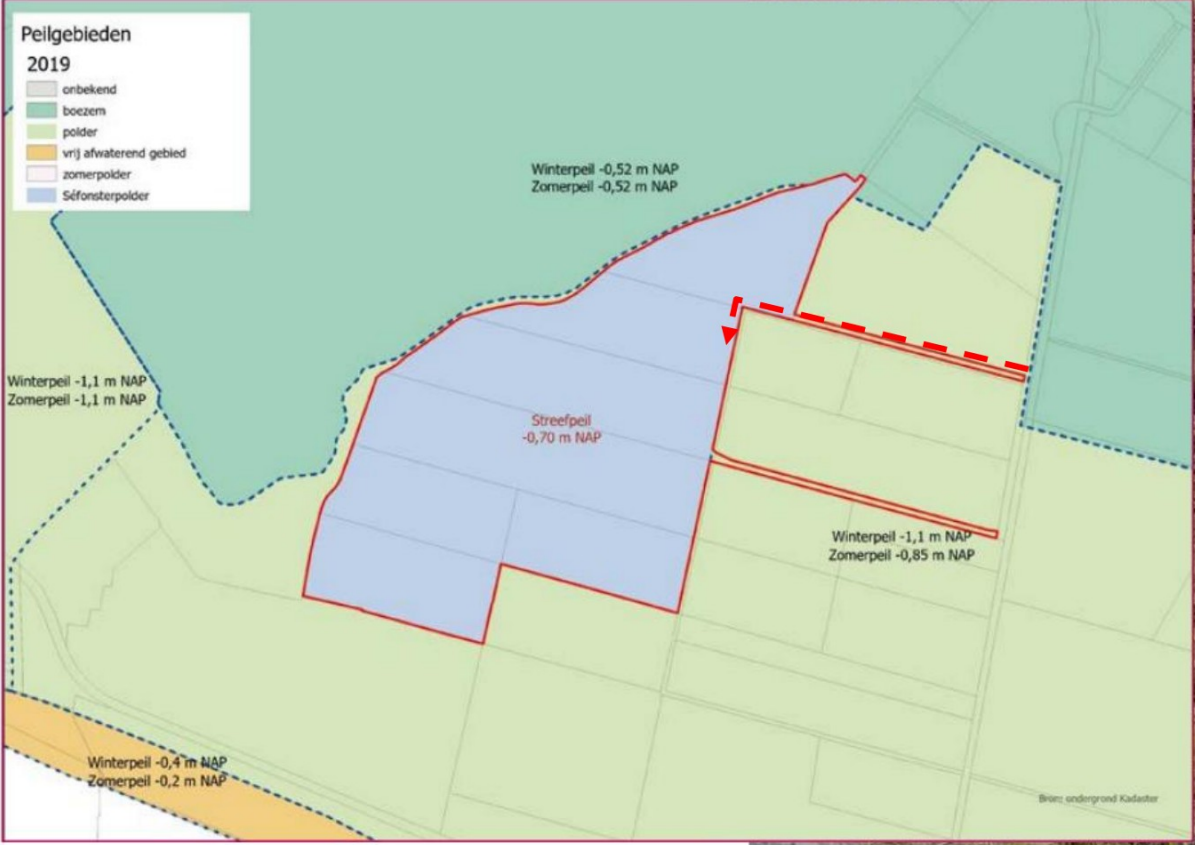 Peilgebieden
2019
onbekend
boezem
polder
vrij afwaterend gebied
zomerpolder
Séfonsterpolder
Winterpeil -0,52 m NAP
Zomerpeil -0,52 m NAP
Winterpeil -1,1 m NAP
Zomerpeil -1,1 m NAP
Streefpeil
-0,70 m NAP
Winterpeil -1,1 m NAP
Zomerpeil -0,85 m NAP
Winterpeil -0,4 m NAP
Zomerpeil -0,2 m NAP
Bron: ondergrond Kadaster